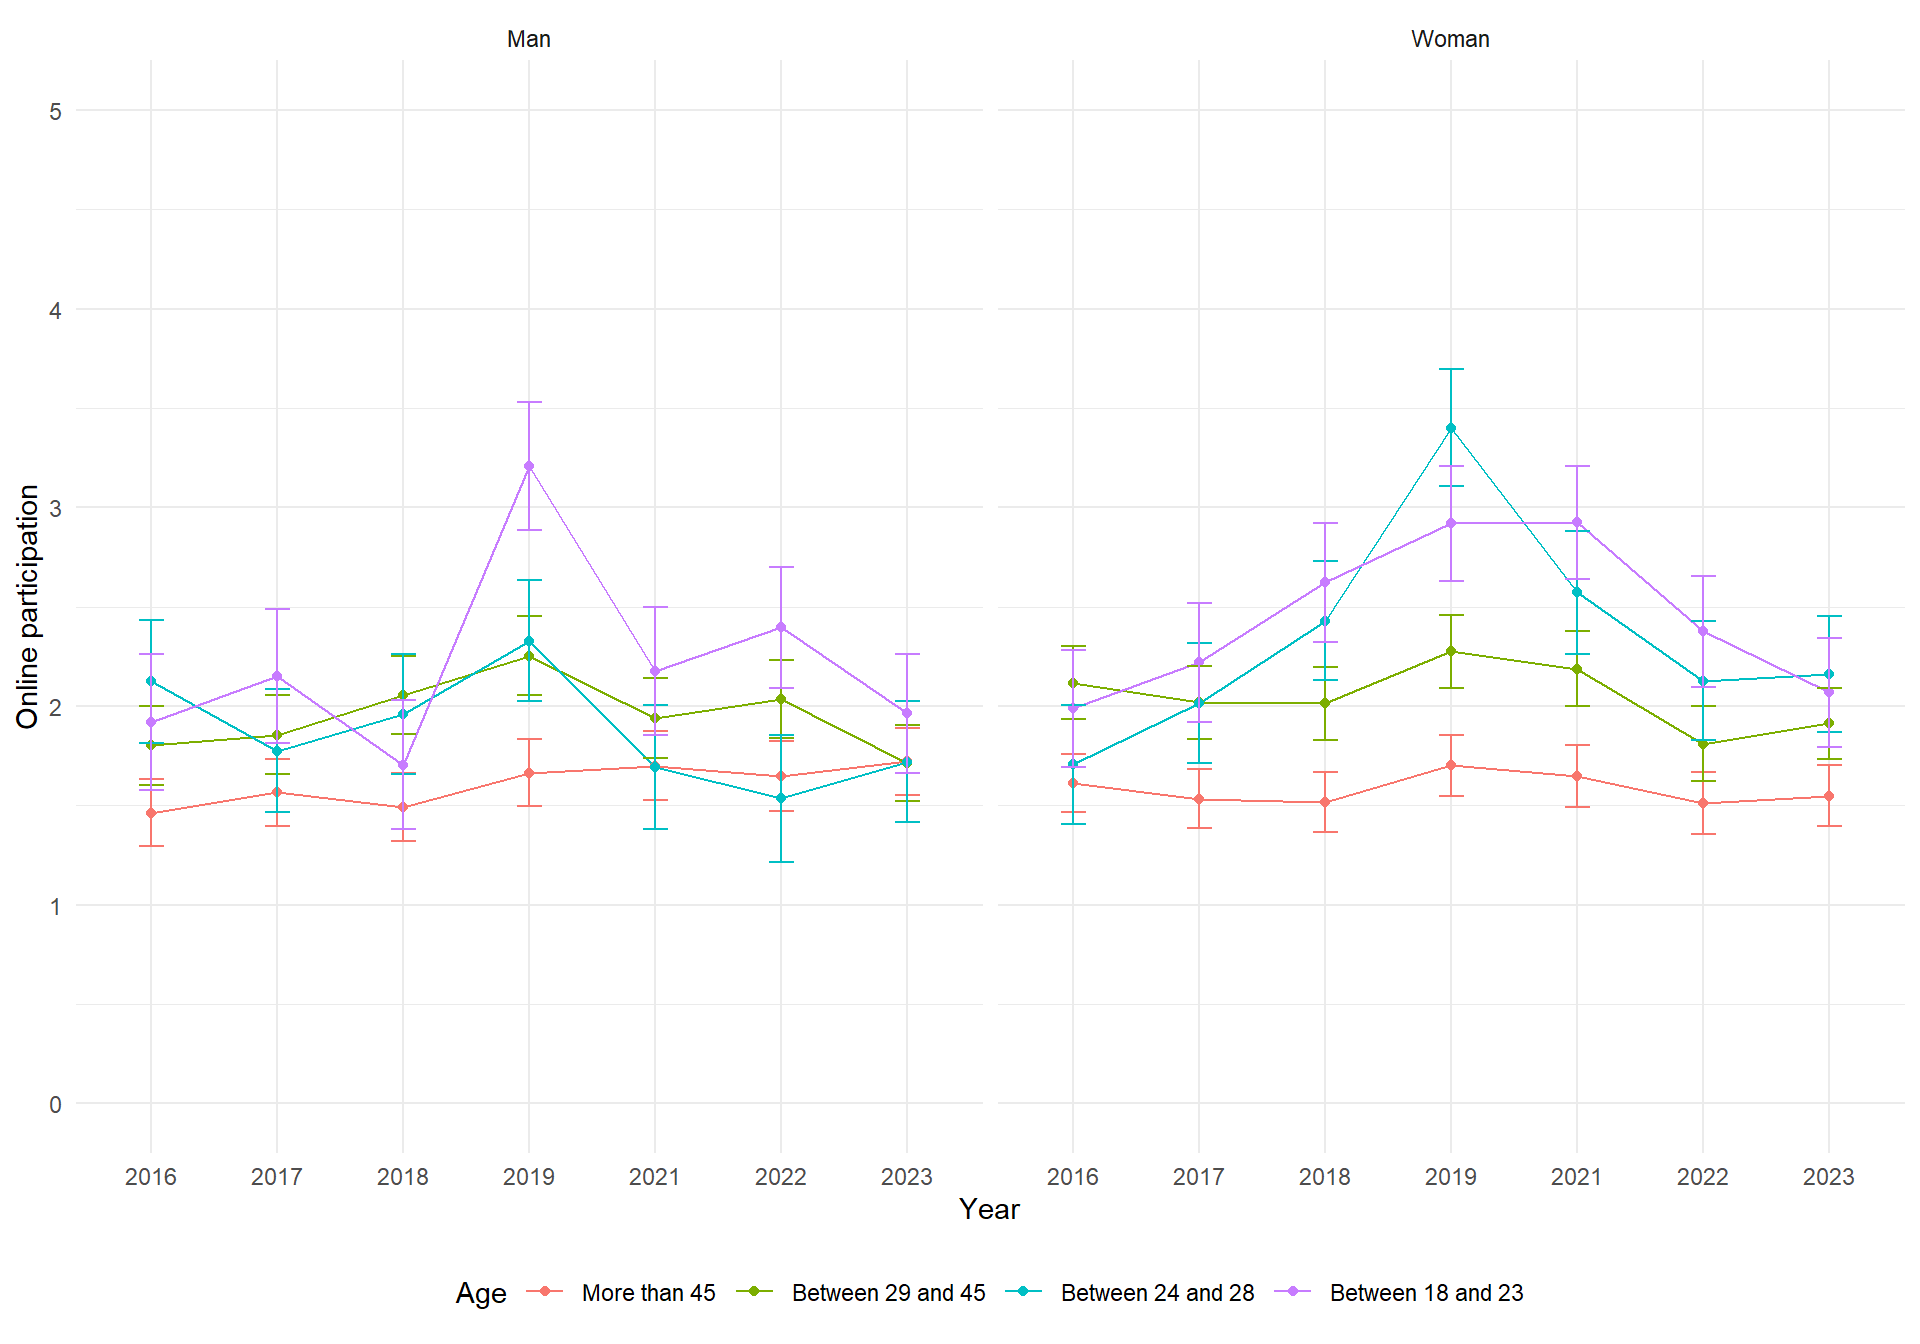 Man
Woman
5
4
3
2
1
0
Online participation
2016 2017 2018 2019 2021 2022 2023
2016 2017 2018 2019 2021 2022 2023
Year
Age More than 45 Between 29 and 45 Between 24 and 28 Between 18 and 23